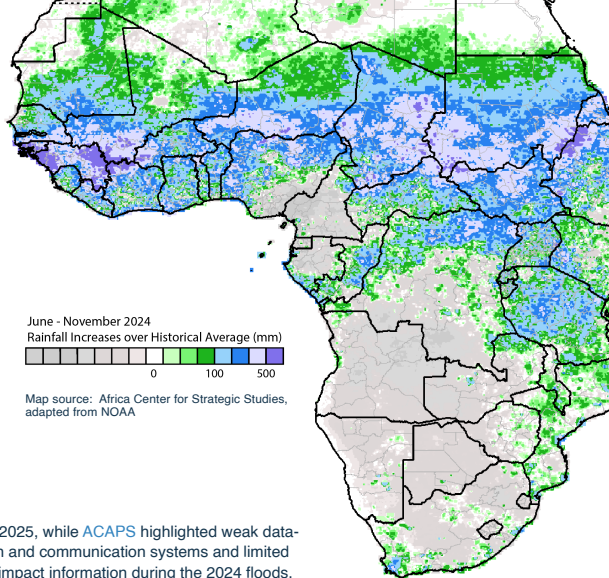 June - November 2024
Rainfall Increases over Historical Average (mm)
0 100 500
Map source: Africa Center for Strategic Studies,
adapted from NOAA
2025, while ACAPS highlighted weak data-
n and communication systems and limited
impact information during the 2024 floods.